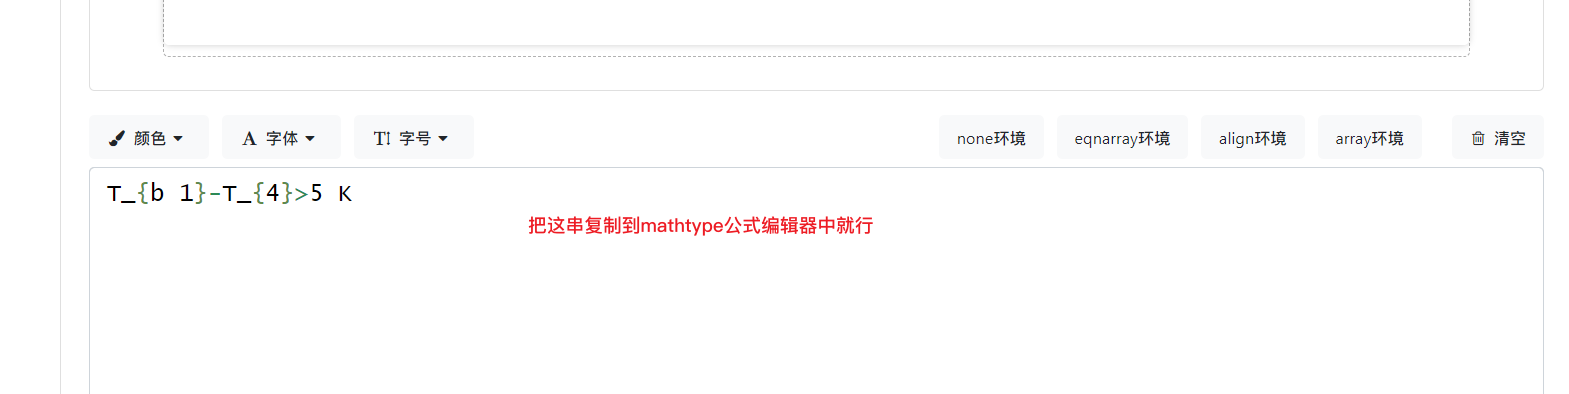 颜色 A 字体 TI 字号 none环境 eqnarray环境 align环境 array环境 清空
T_{b 1}-T_{4}>5 K
把这串复制到mathtype公式编辑器中就行